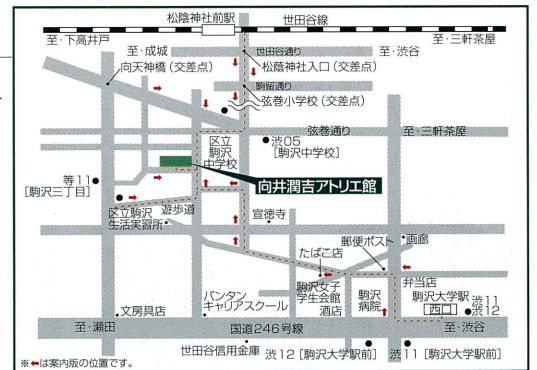 松陰神社前駅
世田谷線
至・下高井戸
至・三軒茶屋
至・成城
世田谷通り
至・渋谷
向天神橋（交差点）
松陰神社入口（交差点）
駒留通り
弦巻小学校（交差点）
弦巻通り
至・三軒茶屋
区立
駒沢
中学校
渋05
［駒沢中学校］
等11
［駒沢三丁目］
向井潤吉アトリエ館
区立駒沢
生活実習所
遊歩道
宣徳寺
たばこ店
郵便ポスト
画廊
駒沢女子
学生会館
酒店
駒沢
病院
弁当店
駒沢大学駅
西口
渋11
渋12
文房具店
バンタン
キャリアスクール
至・瀬田
国道246号線
至・渋谷
世田谷信用金庫
渋12［駒沢大学駅前］
渋11［駒沢大学駅前］
※←は案内版の位置です。